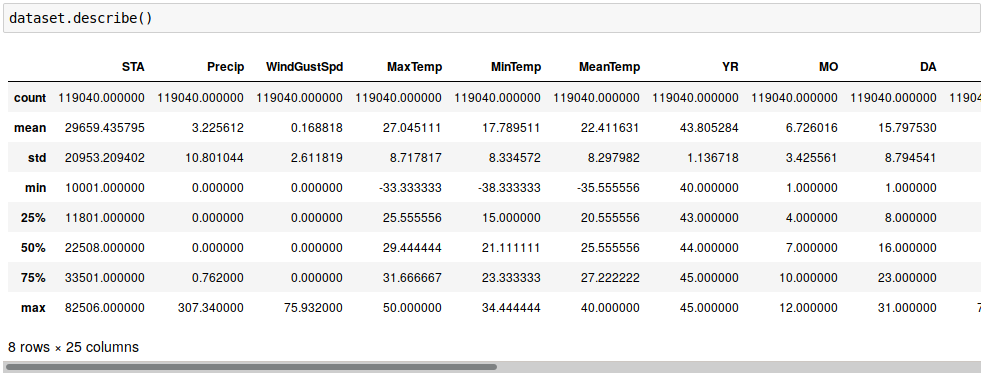 dataset.describe()
STA Precip WindGustSpd MaxTemp MinTemp MeanTemp YR MO DA
count 119040.000000 119040.000000 119040.000000 119040.000000 119040.000000 119040.000000 119040.000000 119040.000000 119040.000000 11904
mean 29659.435795 3.225612 0.168818 27.045111 17.789511 22.411631 43.805284 6.726016 15.797530
std 20953.209402 10.801044 2.611819 8.717817 8.334572 8.297982 1.136718 3.425561 8.794541
min 10001.000000 0.000000 0.000000 -33.333333 -38.333333 -35.555556 40.000000 1.000000 1.000000
25% 11801.000000 0.000000 0.000000 25.555556 15.000000 20.555556 43.000000 4.000000 8.000000
50% 22508.000000 0.000000 0.000000 29.444444 21.111111 25.555556 44.000000 7.000000 16.000000
75% 33501.000000 0.762000 0.000000 31.666667 23.333333 27.222222 45.000000 10.000000 23.000000
max 82506.000000 307.340000 75.932000 50.000000 34.444444 40.000000 45.000000 12.000000 31.000000 7
8 rows × 25 columns